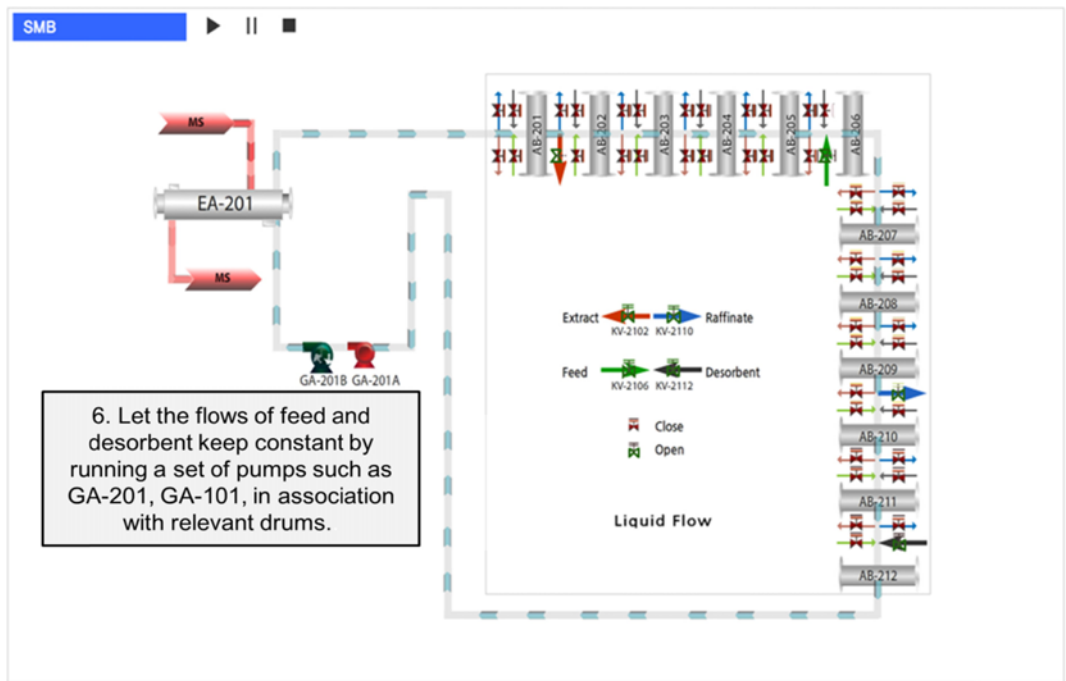 SMB
MS
EA-201
MS
GA-201B GA-201A
6. Let the flows of feed and
desorbent keep constant by
running a set of pumps such as
GA-201, GA-101, in association
with relevant drums.
AB-201
AB-202
AB-203
AB-204
AB-205
AB-206
AB-207
AB-208
AB-209
AB-210
AB-211
AB-212
Extract
KV-2102
KV-2110
Raffinate
Feed
KV-2106
KV-2112
Desorbent
Close
Open
Liquid Flow